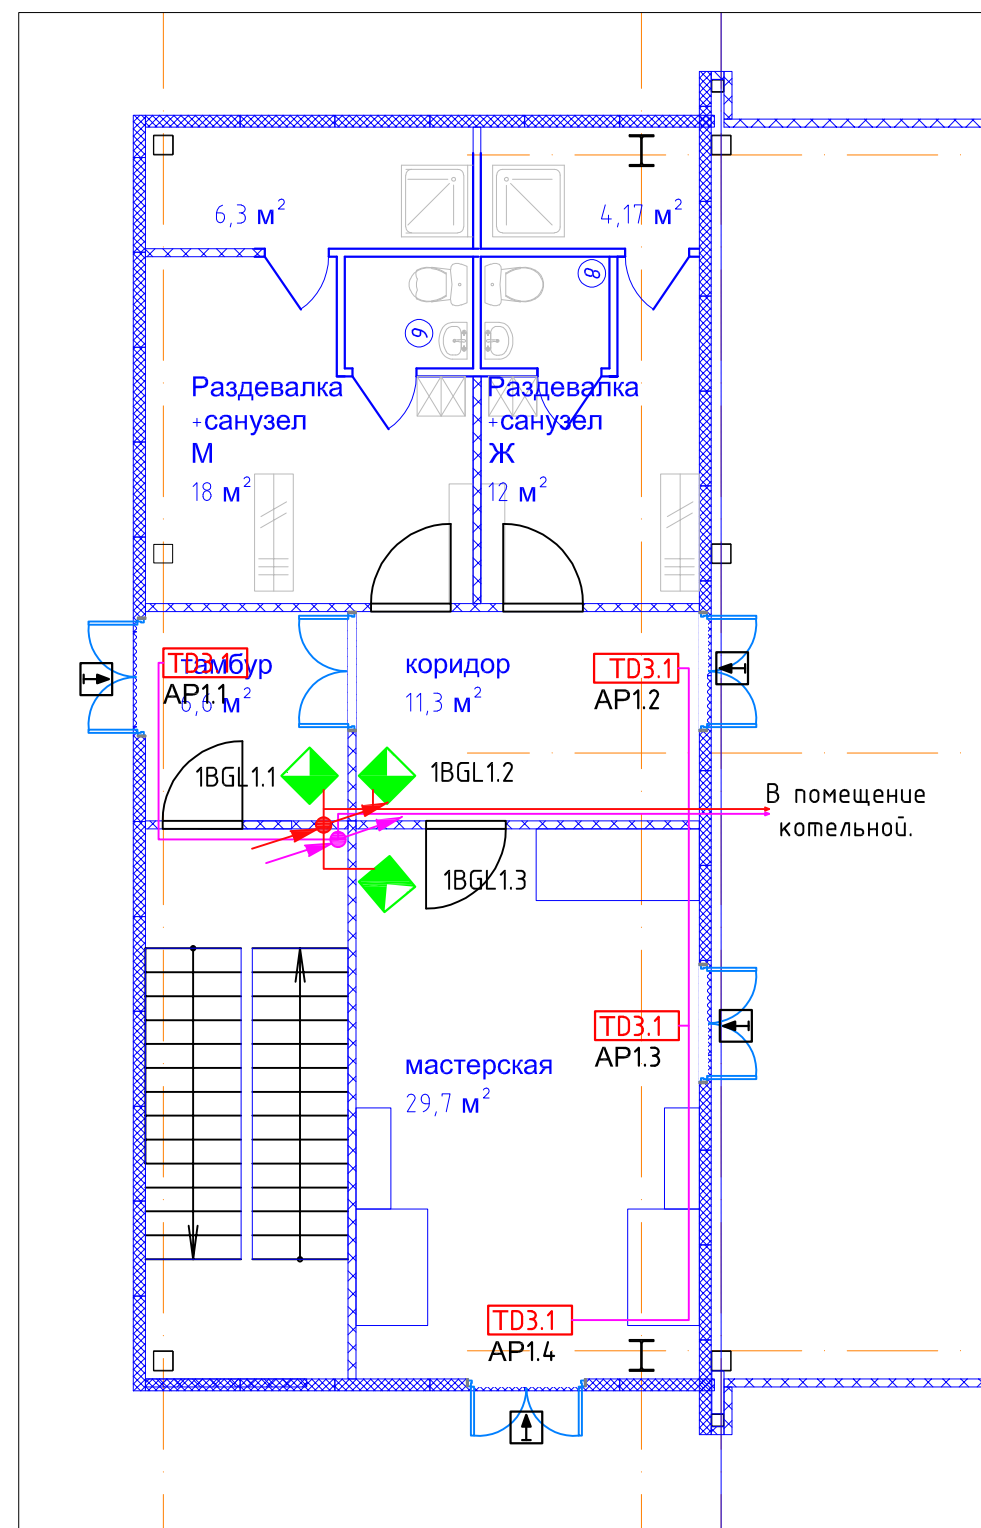 6,3 м²
4,17 м²
8
9
Раздевалка
+санузел
М
18 м²
Раздевалка
+санузел
Ж
12 м²
TD3.1
тамбур
AP1.1
6,6 м²
коридор
11,3 м²
TD3.1
AP1.2
1BGL1.1
1BGL1.2
В помещение
котельной.
1BGL1.3
TD3.1
AP1.3
мастерская
29,7 м²
TD3.1
AP1.4